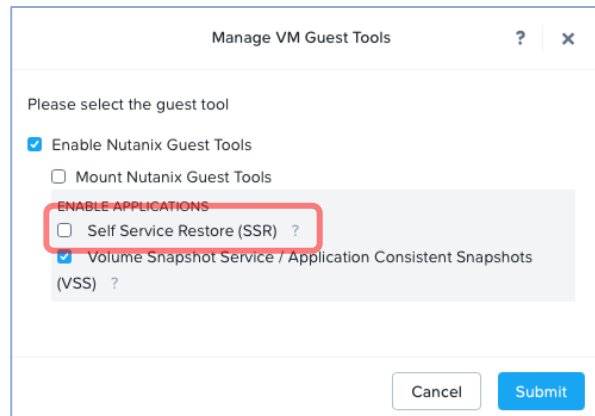 Manage VM Guest Tools ? ×
Please select the guest tool
Enable Nutanix Guest Tools
Mount Nutanix Guest Tools
ENABLE APPLICATIONS
Self Service Restore (SSR) ?
Volume Snapshot Service / Application Consistent Snapshots
(VSS) ?
Cancel Submit